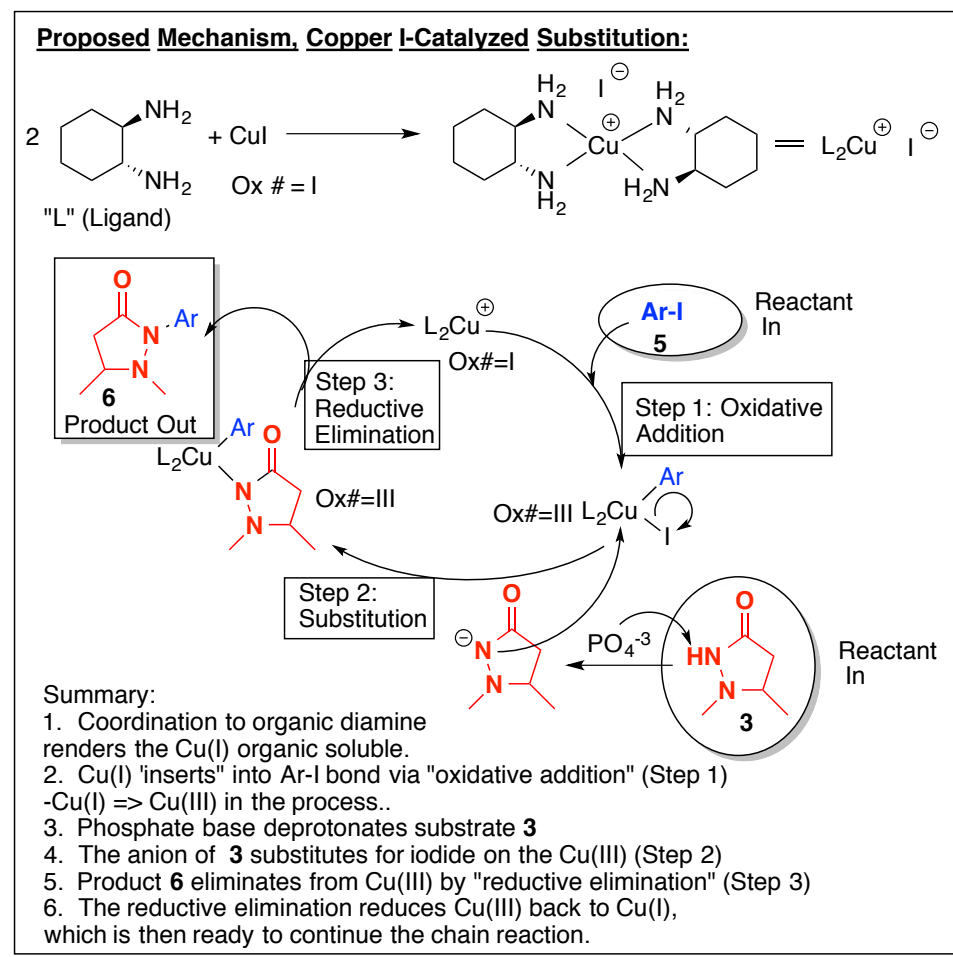 Proposed Mechanism, Copper I-Catalyzed Substitution:
2
NH2
NH2
"L" (Ligand)
+ CuI
Ox # = I
H2
N
N
H2
I ⊖
⊕
Cu
H2
N
H2N
=
L2Cu ⊕ I ⊖
O
N
Ar
N
6
Product Out
L2Cu ⊕
Ox#=I
Ar-I
5
Reactant
In
Step 3:
Reductive
Elimination
Step 1: Oxidative
Addition
Ar
L2Cu
O
N
N
Ox#=III
Ox#=III L2Cu
Ar
I
Step 2:
Substitution
O
⊖
N
N
PO4-3
O
HN
N
3
Reactant
In
Summary:
1. Coordination to organic diamine
renders the Cu(I) organic soluble.
2. Cu(I) 'inserts" into Ar-I bond via "oxidative addition" (Step 1)
-Cu(I) => Cu(III) in the process..
3. Phosphate base deprotonates substrate 3
4. The anion of 3 substitutes for iodide on the Cu(III) (Step 2)
5. Product 6 eliminates from Cu(III) by "reductive elimination" (Step 3)
6. The reductive elimination reduces Cu(III) back to Cu(I),
which is then ready to continue the chain reaction.